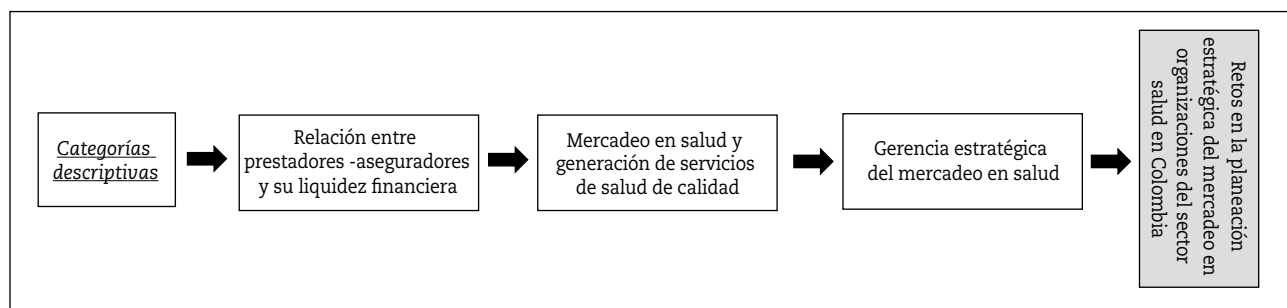 Categorías
descriptivas
Relación entre
prestadores -aseguradores
y su liquidez financiera
Mercadeo en salud y
generación de servicios
de salud de calidad
Gerencia estratégica
del mercadeo en salud
Retos en la planeación
estratégica del mercadeo en
organizaciones del sector
salud en Colombia